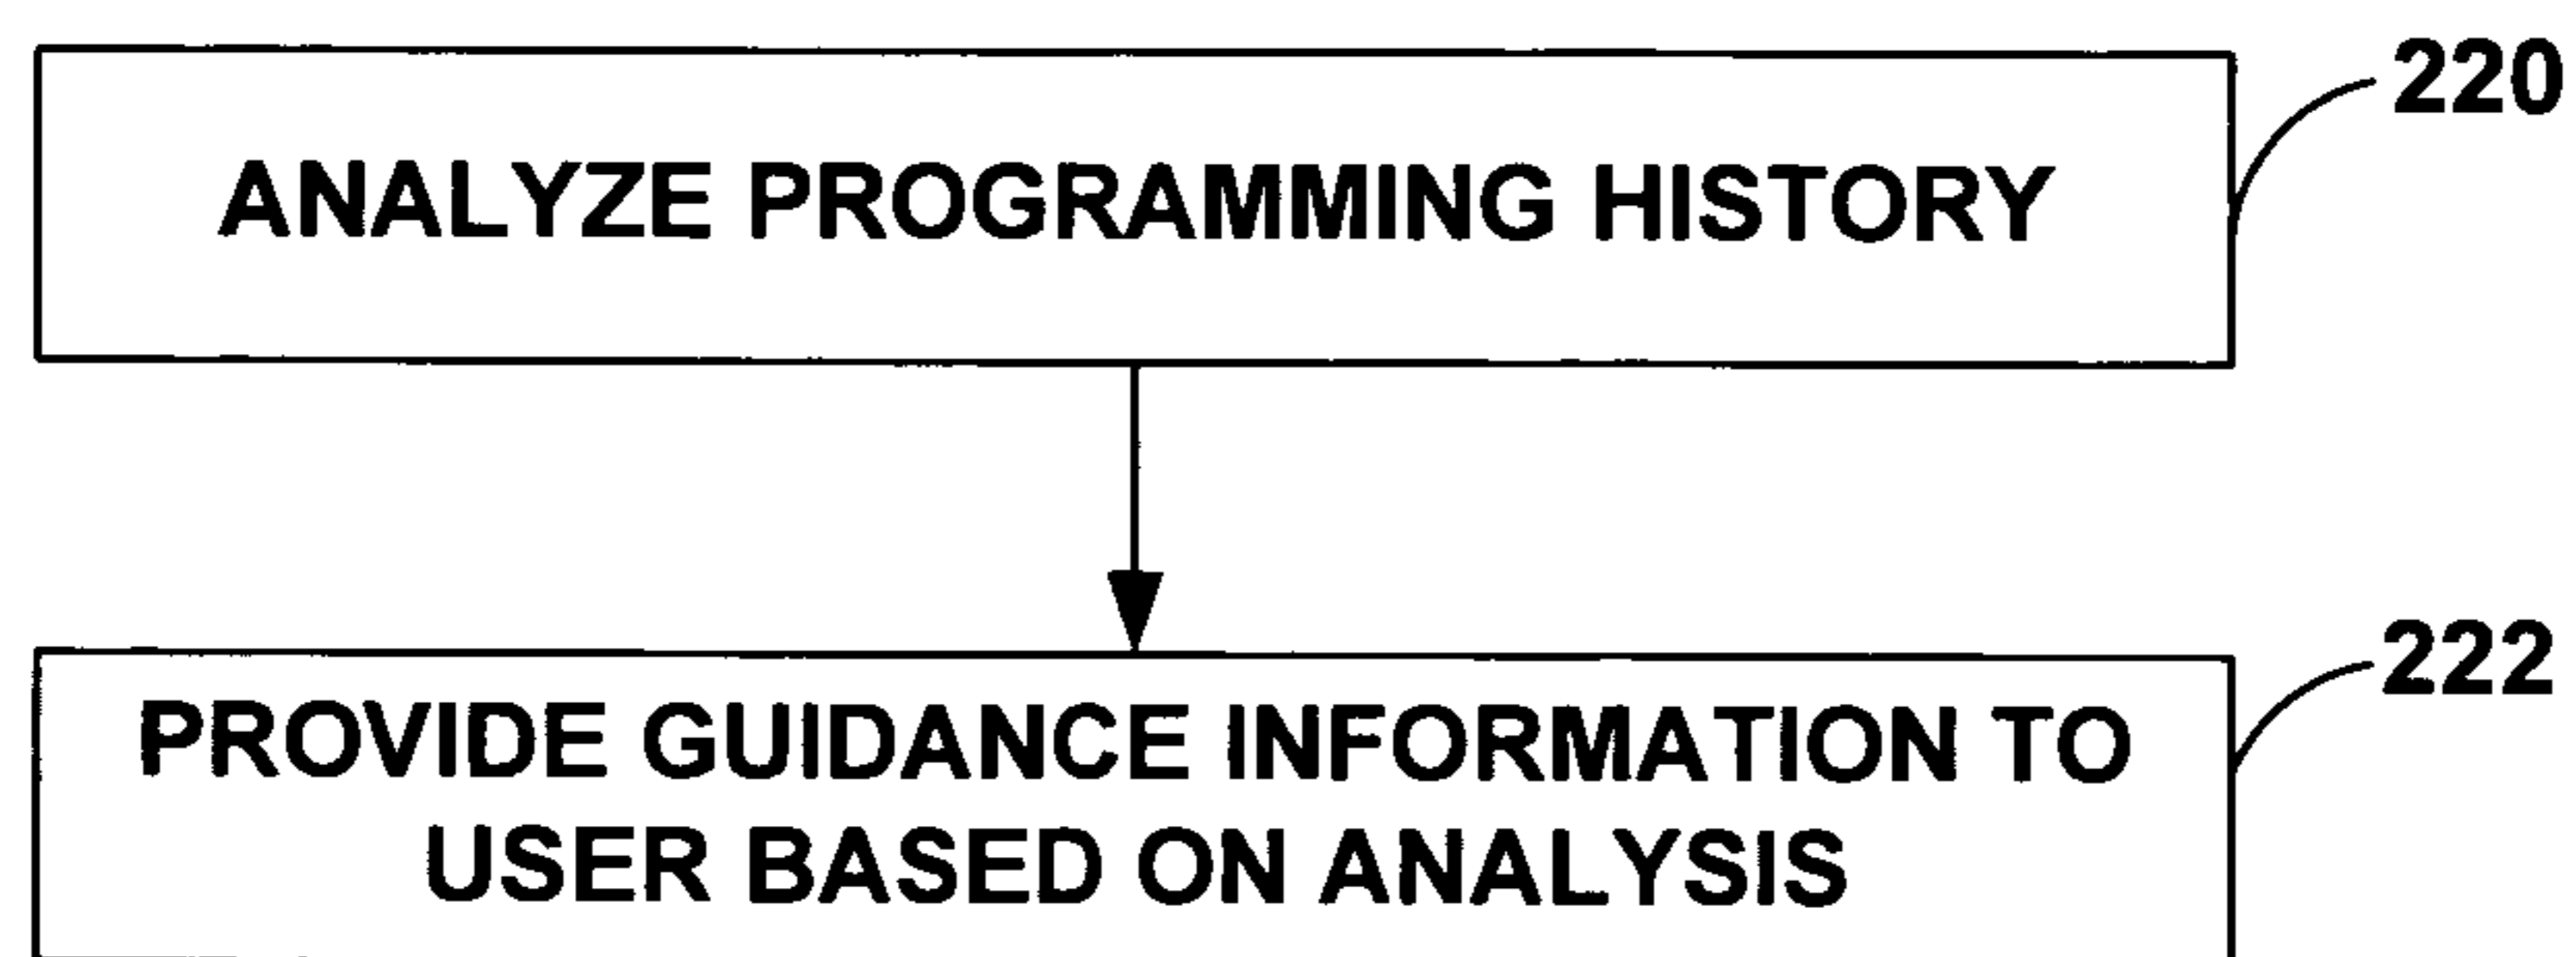 220
ANALYZE PROGRAMMING HISTORY
222
PROVIDE GUIDANCE INFORMATION TO
USER BASED ON ANALYSIS